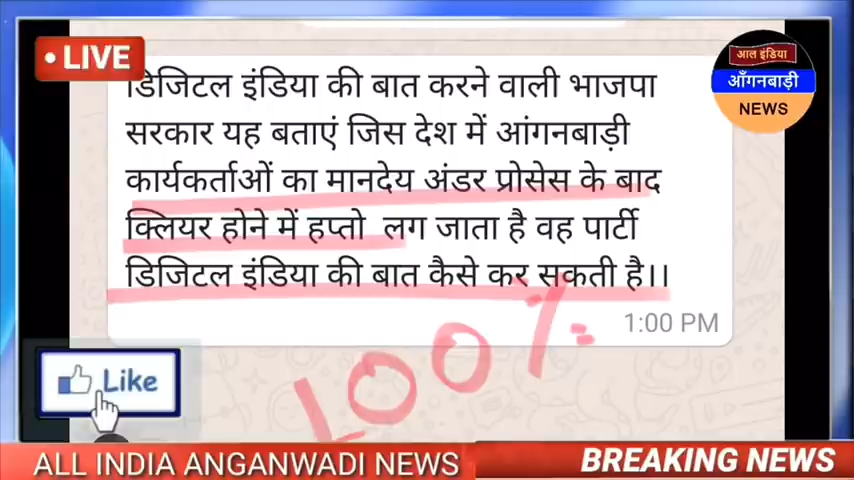 LIVE
आल इंडिया
आँगनबाड़ी
NEWS
डिजिटल इंडिया की बात करने वाली भाजपा
सरकार यह बताएं जिस देश में आंगनबाड़ी
कार्यकर्ताओं का मानदेय अंडर प्रोसेस के बाद
क्लियर होने में हप्तो लग जाता है वह पार्टी
डिजिटल इंडिया की बात कैसे कर सकती है।।
1:00 PM
100%
Like
ALL INDIA ANGANWADI NEWS
BREAKING NEWS